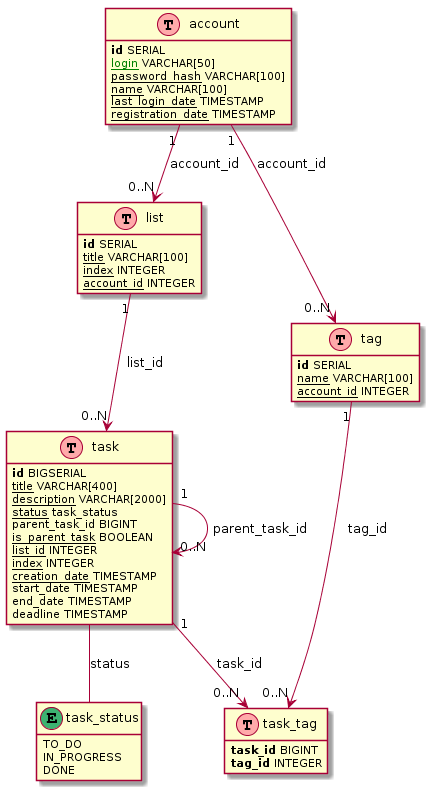 T account
id SERIAL
login VARCHAR[50]
password_hash VARCHAR[100]
name VARCHAR[100]
last_login_date TIMESTAMP
registration_date TIMESTAMP
1 1
account_id account_id
0..N
T list
id SERIAL
title VARCHAR[100]
index INTEGER
account_id INTEGER
0..N
T tag
id SERIAL
name VARCHAR[100]
account_id INTEGER
1
list_id
0..N
1
T task
id BIGSERIAL
title VARCHAR[400]
description VARCHAR[2000]
status task_status
parent_task_id BIGINT
is_parent_task BOOLEAN
list_id INTEGER
index INTEGER
creation_date TIMESTAMP
start_date TIMESTAMP
end_date TIMESTAMP
deadline TIMESTAMP
1
parent_task_id
0..N
tag_id
1
status
task_id
0..N 0..N
E task_status
TO_DO
IN_PROGRESS
DONE
T task_tag
task_id BIGINT
tag_id INTEGER